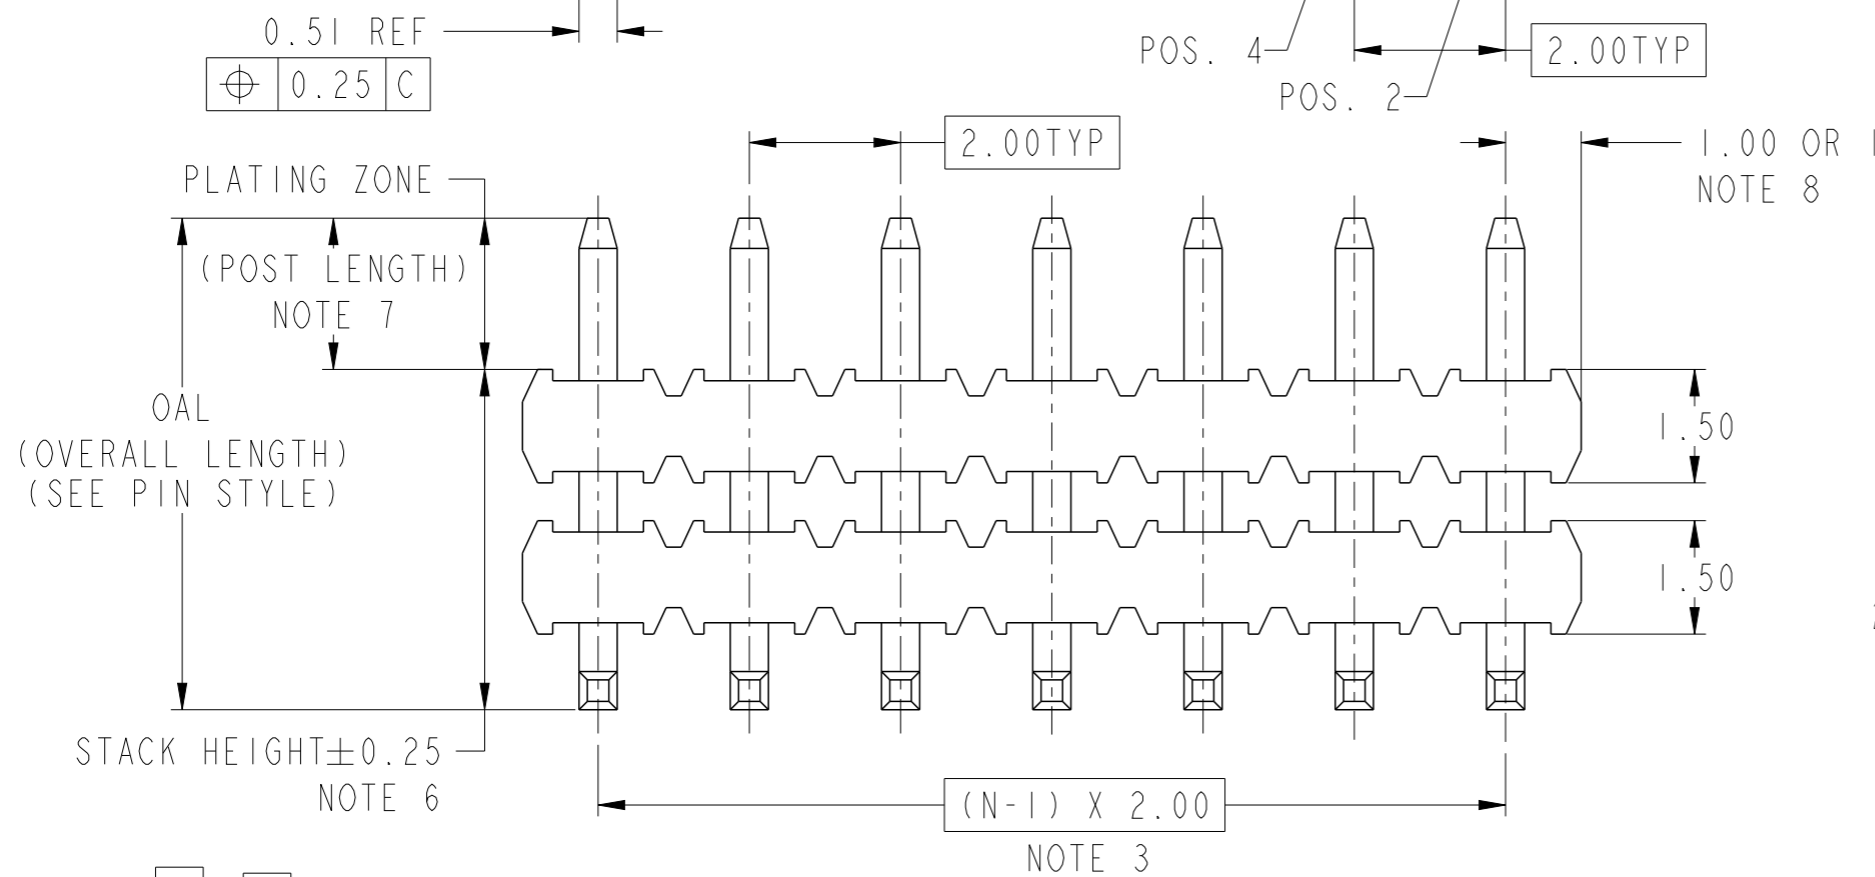 0.51 REF
⌖ 0.25 C
POS. 4
2.00TYP
POS. 2
2.00TYP
1.00 OR
NOTE 8
PLATING ZONE
(POST LENGTH)
NOTE 7
OAL
(OVERALL LENGTH)
(SEE PIN STYLE)
1.50
1.50
STACK HEIGHT±0.25
NOTE 6
(N-1) X 2.00
NOTE 3